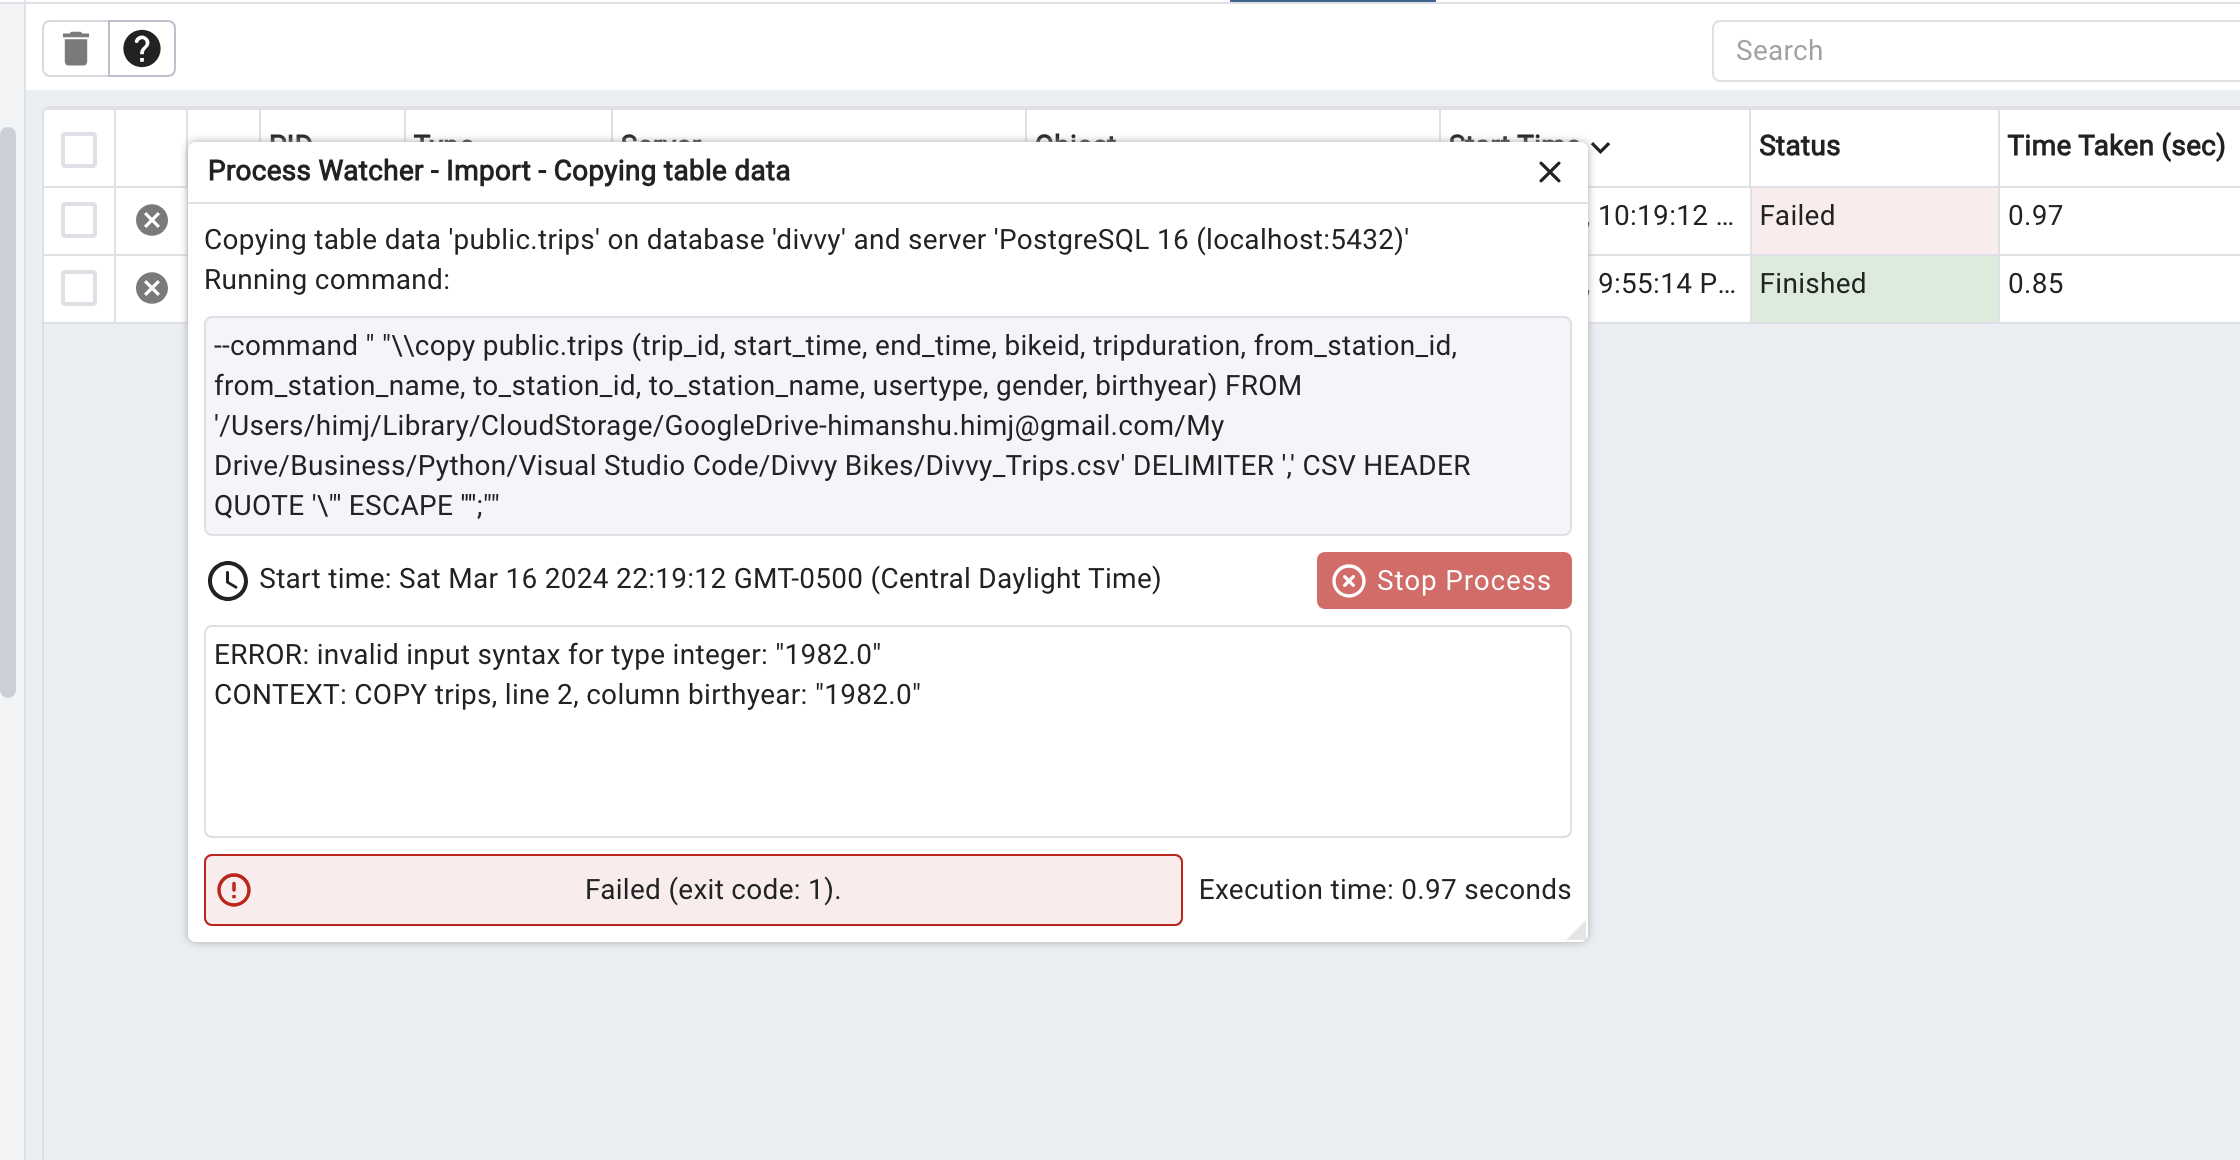 Search
PID Type Server Object Start Time Status Time Taken (sec)
Process Watcher - Import - Copying table data
Copying table data 'public.trips' on database 'divvy' and server 'PostgreSQL 16 (localhost:5432)'
Running command:
--command " "\\copy public.trips (trip_id, start_time, end_time, bikeid, tripduration, from_station_id,
from_station_name, to_station_id, to_station_name, usertype, gender, birthyear) FROM
'/Users/himj/Library/CloudStorage/GoogleDrive-himanshu.himj@gmail.com/My
Drive/Business/Python/Visual Studio Code/Divvy Bikes/Divvy_Trips.csv' DELIMITER ',' CSV HEADER
QUOTE '\"' ESCAPE '''';""
Start time: Sat Mar 16 2024 22:19:12 GMT-0500 (Central Daylight Time)
Stop Process
ERROR: invalid input syntax for type integer: "1982.0"
CONTEXT: COPY trips, line 2, column birthyear: "1982.0"
Failed (exit code: 1).
Execution time: 0.97 seconds
, 10:19:12 ... Failed 0.97
, 9:55:14 P... Finished 0.85